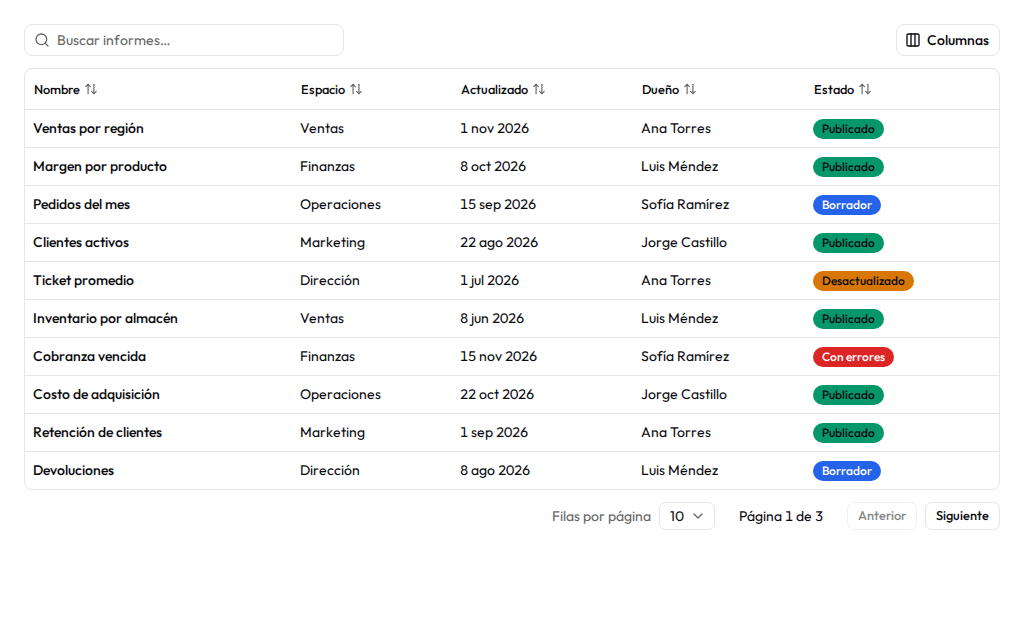 Buscar informes...
Columnas
Nombre Espacio Actualizado Dueño Estado
Ventas por región Ventas 1 nov 2026 Ana Torres Publicado
Margen por producto Finanzas 8 oct 2026 Luis Méndez Publicado
Pedidos del mes Operaciones 15 sep 2026 Sofía Ramírez Borrador
Clientes activos Marketing 22 ago 2026 Jorge Castillo Publicado
Ticket promedio Dirección 1 jul 2026 Ana Torres Desactualizado
Inventario por almacén Ventas 8 jun 2026 Luis Méndez Publicado
Cobranza vencida Finanzas 15 nov 2026 Sofía Ramírez Con errores
Costo de adquisición Operaciones 22 oct 2026 Jorge Castillo Publicado
Retención de clientes Marketing 1 sep 2026 Ana Torres Publicado
Devoluciones Dirección 8 ago 2026 Luis Méndez Borrador
Filas por página 10 Página 1 de 3 Anterior Siguiente